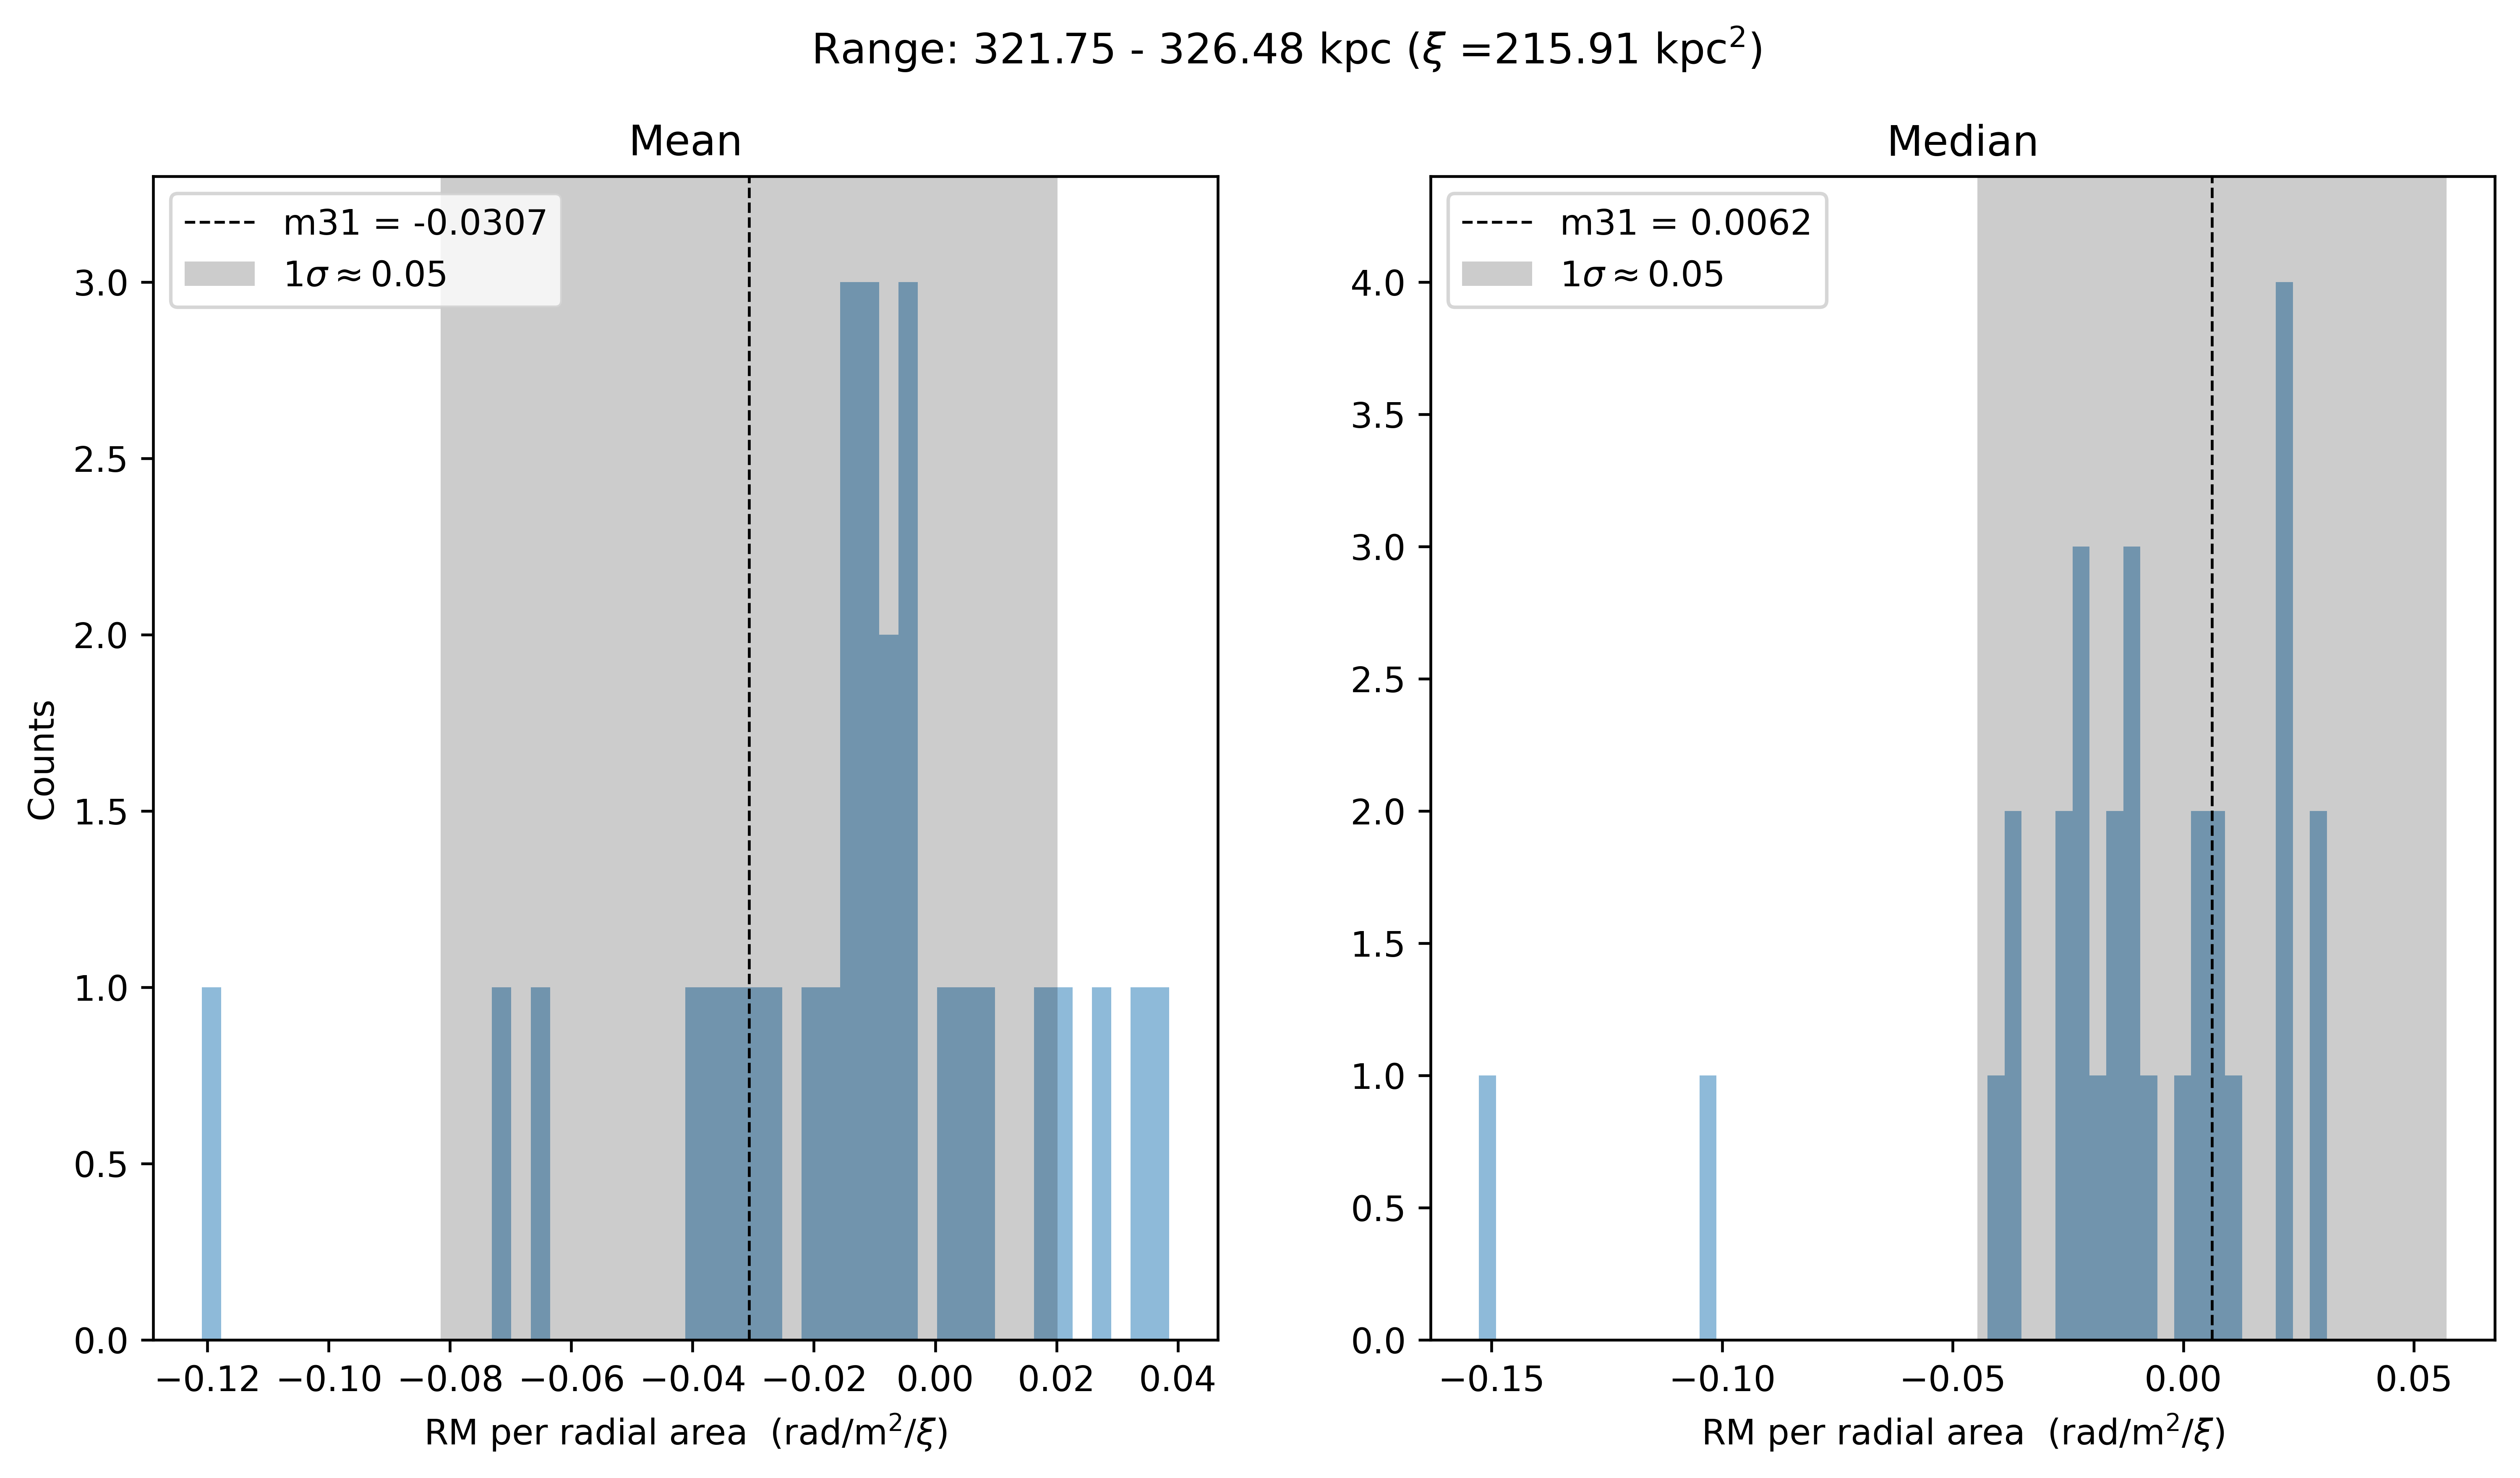 Range: 321.75 - 326.48 kpc (ξ =215.91 kpc²)
Mean
m31 = -0.0307
1σ ≈ 0.05
Counts
3.0
2.5
2.0
1.5
1.0
0.5
0.0
−0.12 −0.10 −0.08 −0.06 −0.04 −0.02 0.00 0.02 0.04
RM per radial area (rad/m²/ξ)
Median
m31 = 0.0062
1σ ≈ 0.05
4.0
3.5
3.0
2.5
2.0
1.5
1.0
0.5
0.0
−0.15 −0.10 −0.05 0.00 0.05
RM per radial area (rad/m²/ξ)